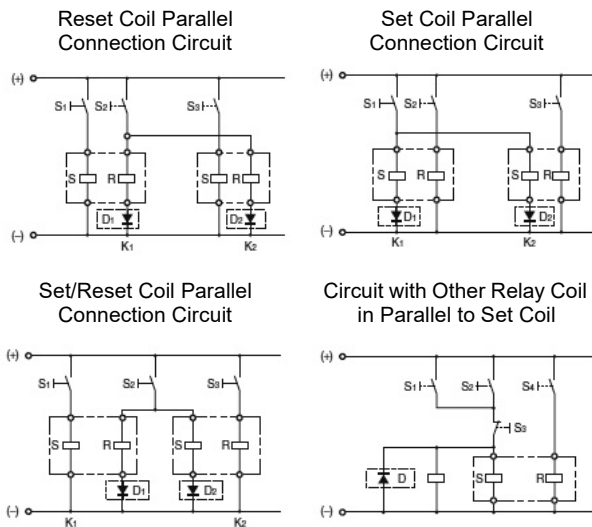 Reset Coil Parallel
Connection Circuit
(+)
S1 S2 S3
S R S R
D1 D2
(−)
K1 K2
Set Coil Parallel
Connection Circuit
(+)
S1 S2 S3
S R S R
D1 D2
(−)
K1 K2
Set/Reset Coil Parallel
Connection Circuit
(+)
S1 S2 S3
S R S R
D1 D2
(−)
K1 K2
Circuit with Other Relay Coil
in Parallel to Set Coil
(+)
S1 S2 S4
S3
D S R
(−)